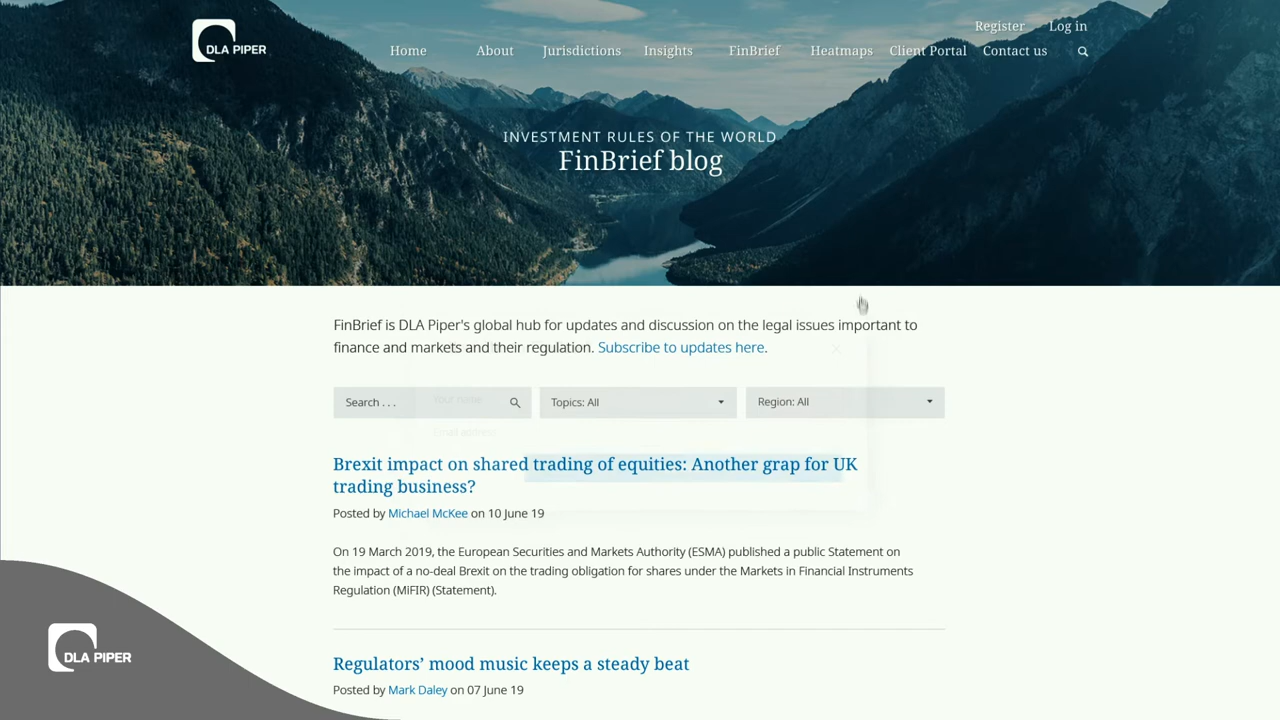 DLA PIPER
Register Log in
Home About Jurisdictions Insights FinBrief Heatmaps Client Portal Contact us
INVESTMENT RULES OF THE WORLD
FinBrief blog
FinBrief is DLA Piper's global hub for updates and discussion on the legal issues important to
finance and markets and their regulation. Subscribe to updates here.
Search . . . Topics: All Region: All
Your name
Email address
Brexit impact on shared trading of equities: Another grap for UK
trading business?
Posted by Michael McKee on 10 June 19
On 19 March 2019, the European Securities and Markets Authority (ESMA) published a public Statement on
the impact of a no-deal Brexit on the trading obligation for shares under the Markets in Financial Instruments
Regulation (MiFIR) (Statement).
Regulators’ mood music keeps a steady beat
Posted by Mark Daley on 07 June 19
DLA PIPER